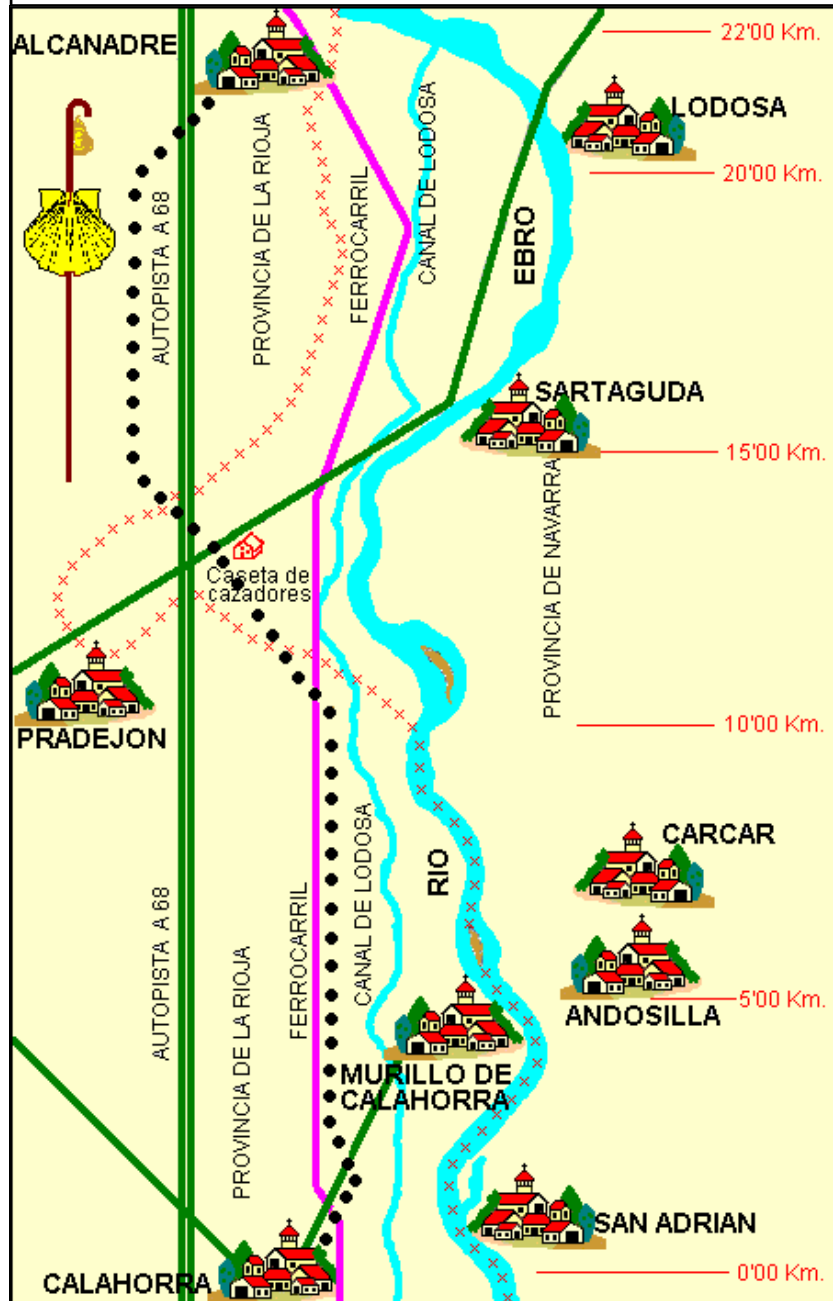 22'00 Km.
ALCANADRE
LODOSA
20'00 Km.
AUTOPISTA A 68
PROVINCIA DE LA RIOJA
FERROCARRIL
CANAL DE LODOSA
EBRO
SARTAGUDA
15'00 Km.
PROVINCIA DE NAVARRA
Caseta de
cazadores
PRADEJON
10'00 Km.
CARCAR
RIO
CANAL DE LODOSA
AUTOPISTA A 68
FERROCARRIL
PROVINCIA DE LA RIOJA
5'00 Km.
ANDOSILLA
MURILLO DE
CALAHORRA
SAN ADRIAN
0'00 Km.
CALAHORRA